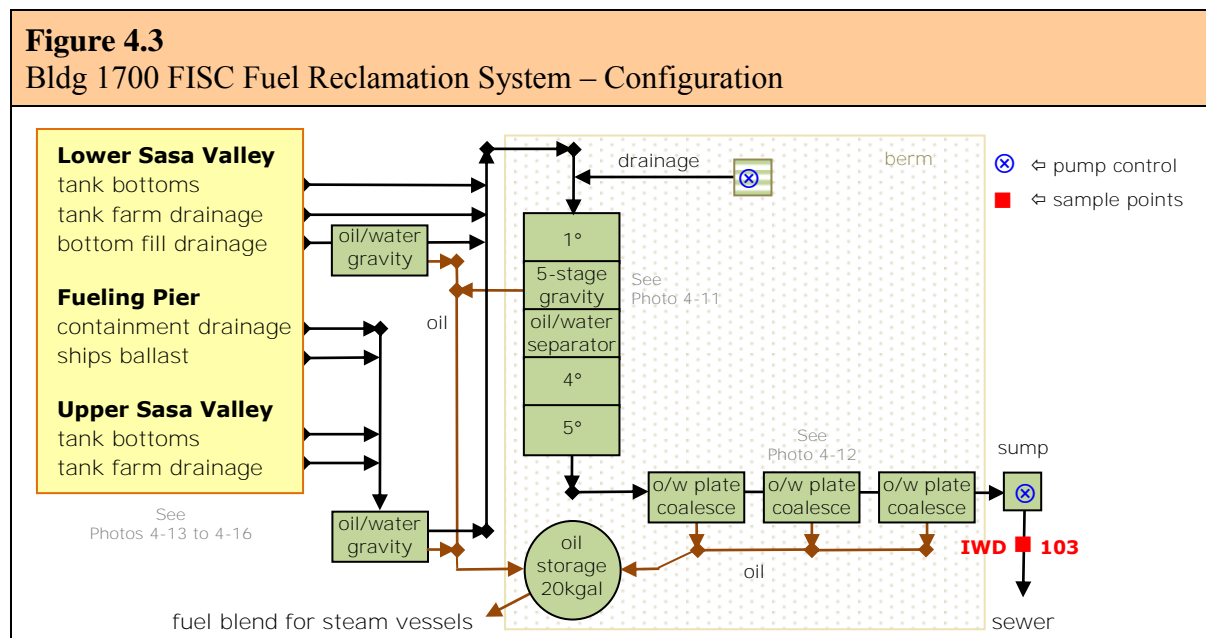 Figure 4.3
Bldg 1700 FISC Fuel Reclamation System – Configuration
Lower Sasa Valley
tank bottoms
tank farm drainage
bottom fill drainage
Fueling Pier
containment drainage
ships ballast
Upper Sasa Valley
tank bottoms
tank farm drainage
See
Photos 4-13 to 4-16
oil/water
gravity
oil
oil/water
gravity
drainage
berm
1°
5-stage
gravity
oil/water
separator
4°
5°
See
Photo 4-11
See
Photo 4-12
o/w plate
coalesce
o/w plate
coalesce
o/w plate
coalesce
oil
oil
storage
20kgal
fuel blend for steam vessels
sump
IWD 103
sewer
⇦ pump control
⇦ sample points